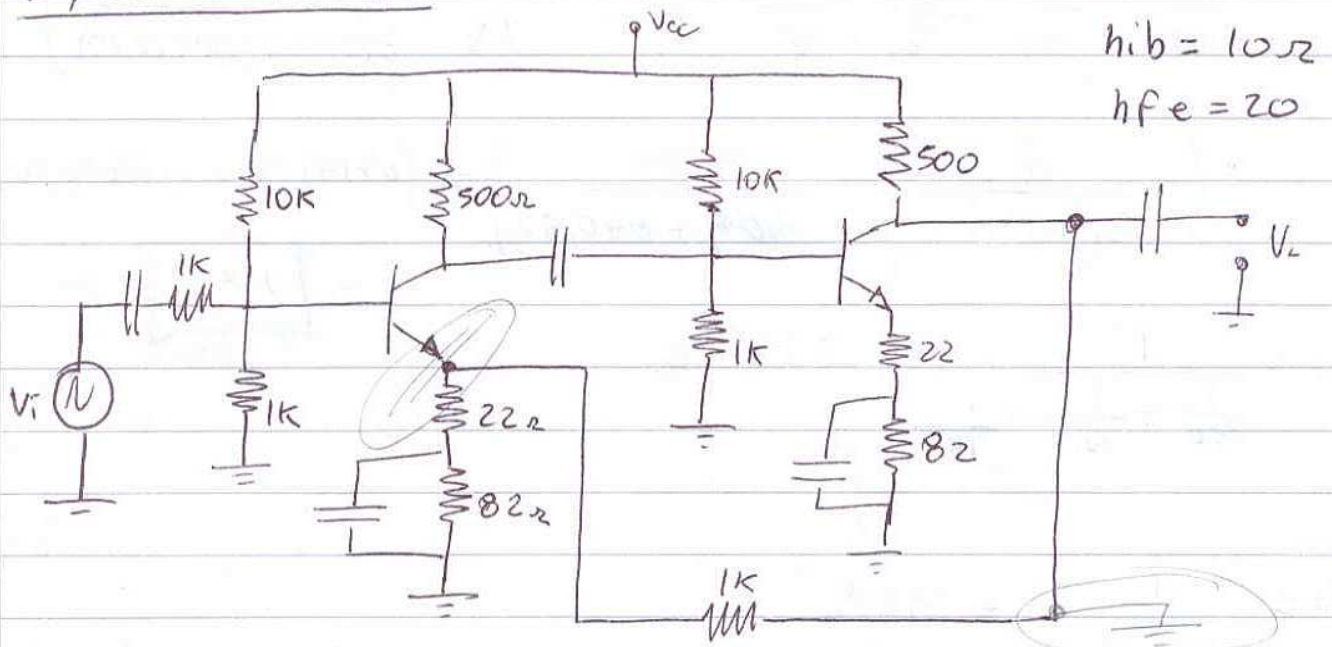 Vcc
hib = 10Ω
hfe = 20
10K
500Ω
10K
500
1K
VL
Vi
1K
22Ω
1K
22
82Ω
82
1K